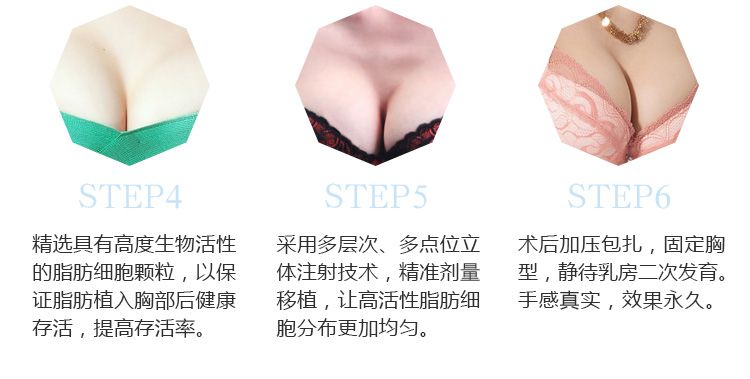 STEP4
精选具有高度生物活性
的脂肪细胞颗粒，以保
证脂肪植入胸部后健康
存活，提高存活率。
STEP5
采用多层次、多点位立
体注射技术，精准剂量
移植，让高活性脂肪细
胞分布更加均匀。
STEP6
术后加压包扎，固定胸
型，静待乳房二次发育。
手感真实，效果永久。